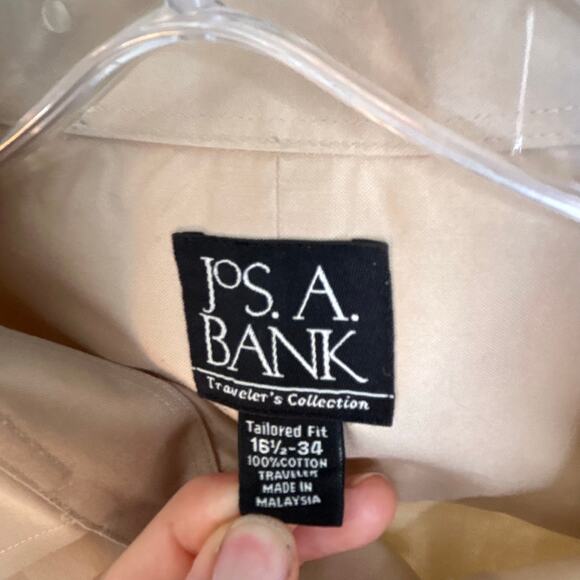 JOS. A.
BANK
Traveler's Collection
Tailored Fit
16½-34
100% COTTON
TRAVELER
MADE IN
MALAYSIA